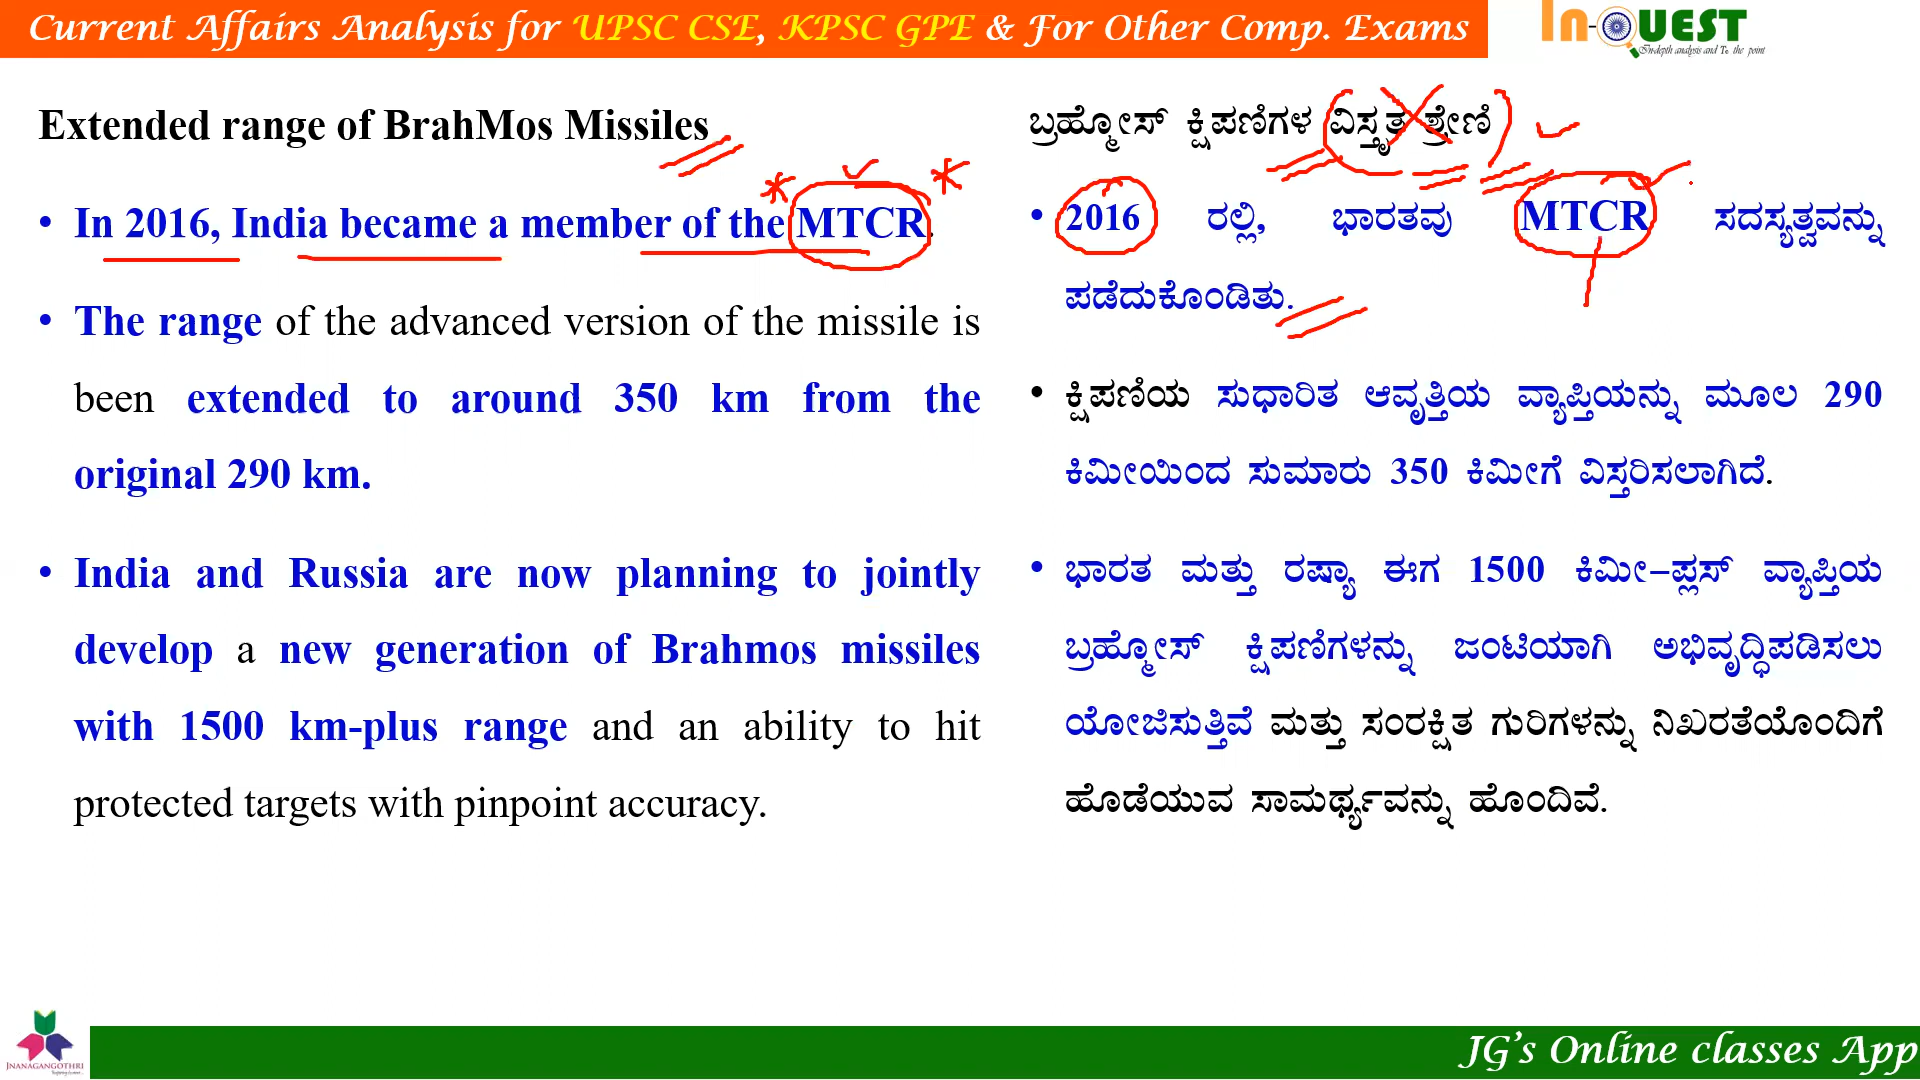 Current Affairs Analysis for UPSC CSE, KPSC GPE & For Other Comp. Exams
In-QUEST
In-depth analysis and To the point
Extended range of BrahMos Missiles
• In 2016, India became a member of the MTCR.
• The range of the advanced version of the missile is
been extended to around 350 km from the
original 290 km.
• India and Russia are now planning to jointly
develop a new generation of Brahmos missiles
with 1500 km-plus range and an ability to hit
protected targets with pinpoint accuracy.
ಬ್ರಹ್ಮೋಸ್ ಕ್ಷಿಪಣಿಗಳ ವಿಸ್ತೃತ ಶ್ರೇಣಿ
• 2016 ರಲ್ಲಿ, ಭಾರತವು MTCR ಸದಸ್ಯತ್ವವನ್ನು
ಪಡೆದುಕೊಂಡಿತು.
• ಕ್ಷಿಪಣಿಯ ಸುಧಾರಿತ ಆವೃತ್ತಿಯ ವ್ಯಾಪ್ತಿಯನ್ನು ಮೂಲ 290
ಕಿಮೀಯಿಂದ ಸುಮಾರು 350 ಕಿಮೀಗೆ ವಿಸ್ತರಿಸಲಾಗಿದೆ.
• ಭಾರತ ಮತ್ತು ರಷ್ಯಾ ಈಗ 1500 ಕಿಮೀ-ಪ್ಲಸ್ ವ್ಯಾಪ್ತಿಯ
ಬ್ರಹ್ಮೋಸ್ ಕ್ಷಿಪಣಿಗಳನ್ನು ಜಂಟಿಯಾಗಿ ಅಭಿವೃದ್ಧಿಪಡಿಸಲು
ಯೋಜಿಸುತ್ತಿವೆ ಮತ್ತು ಸಂರಕ್ಷಿತ ಗುರಿಗಳನ್ನು ನಿಖರತೆಯೊಂದಿಗೆ
ಹೊಡೆಯುವ ಸಾಮರ್ಥ್ಯವನ್ನು ಹೊಂದಿವೆ.
JNANAGANGOTHRI
JG's Online classes App